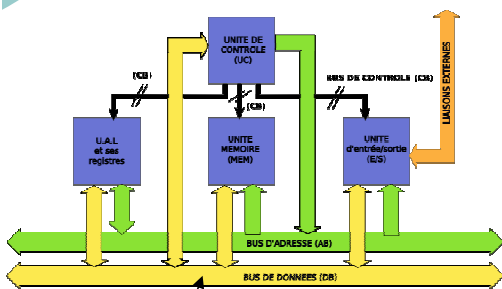 UNITE DE
CONTROLE
(UC)
(CB)
(CB)
BUS DE CONTROLE (CB)
LIAISONS EXTERNES
U.A.L
et ses
registres
UNITE
MEMOIRE
(MEM)
UNITE
d'entrée/sortie
(E/S)
BUS D'ADRESSE (AB)
BUS DE DONNEES (DB)